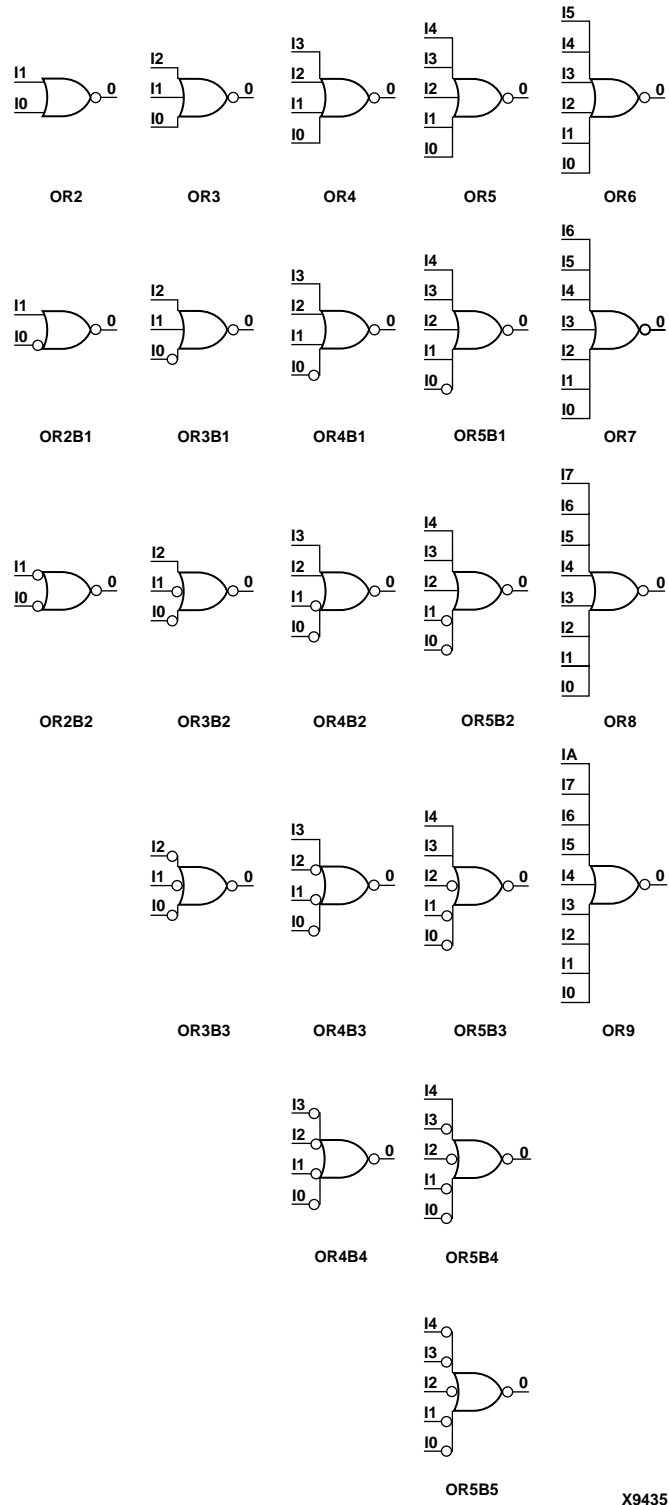 I1
I0
0
OR2
I2
I1
I0
0
OR3
I3
I2
I1
I0
0
OR4
I4
I3
I2
I1
I0
0
OR5
I5
I4
I3
I2
I1
I0
0
OR6
I1
I0
0
OR2B1
I2
I1
I0
0
OR3B1
I3
I2
I1
I0
0
OR4B1
I4
I3
I2
I1
I0
0
OR5B1
I6
I5
I4
I3
I2
I1
I0
0
OR7
I1
I0
0
OR2B2
I2
I1
I0
0
OR3B2
I3
I2
I1
I0
0
OR4B2
I4
I3
I2
I1
I0
0
OR5B2
I7
I6
I5
I4
I3
I2
I1
I0
0
OR8
I2
I1
I0
0
OR3B3
I3
I2
I1
I0
0
OR4B3
I4
I3
I2
I1
I0
0
OR5B3
IA
I7
I6
I5
I4
I3
I2
I1
I0
0
OR9
I3
I2
I1
I0
0
OR4B4
I4
I3
I2
I1
I0
0
OR5B4
I4
I3
I2
I1
I0
0
OR5B5
X9435